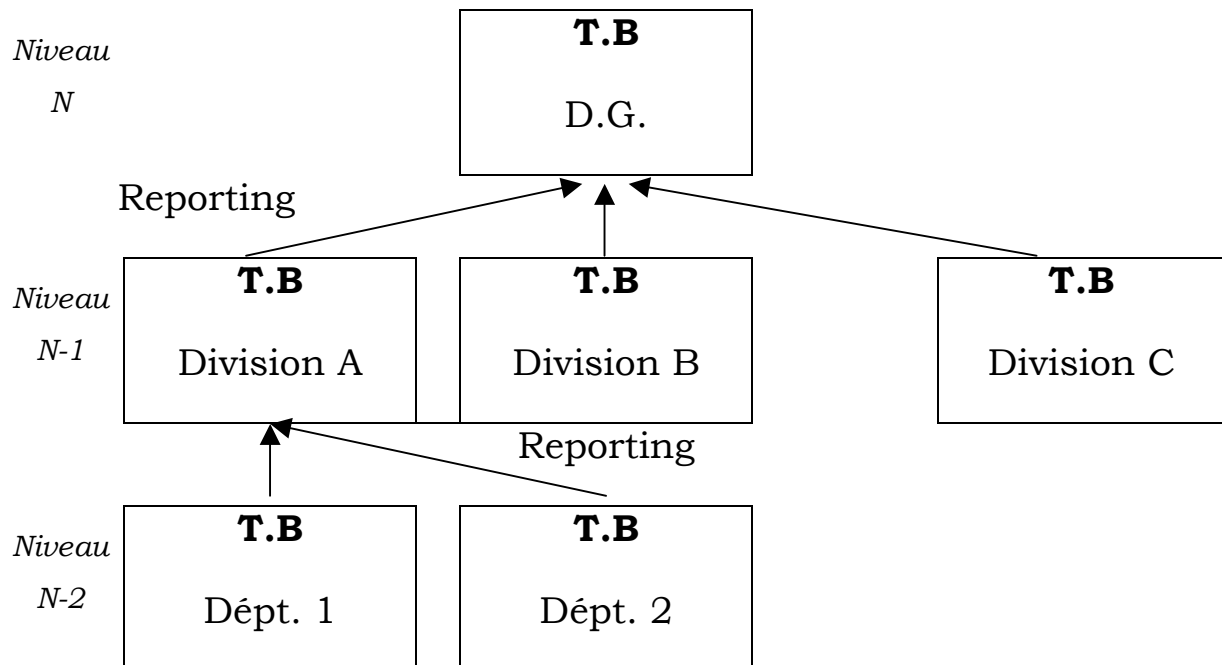 T.B
Niveau
N
D.G.
Reporting
T.B
T.B
T.B
Niveau
N-1
Division A
Division B
Division C
Reporting
T.B
T.B
Niveau
N-2
Dépt. 1
Dépt. 2